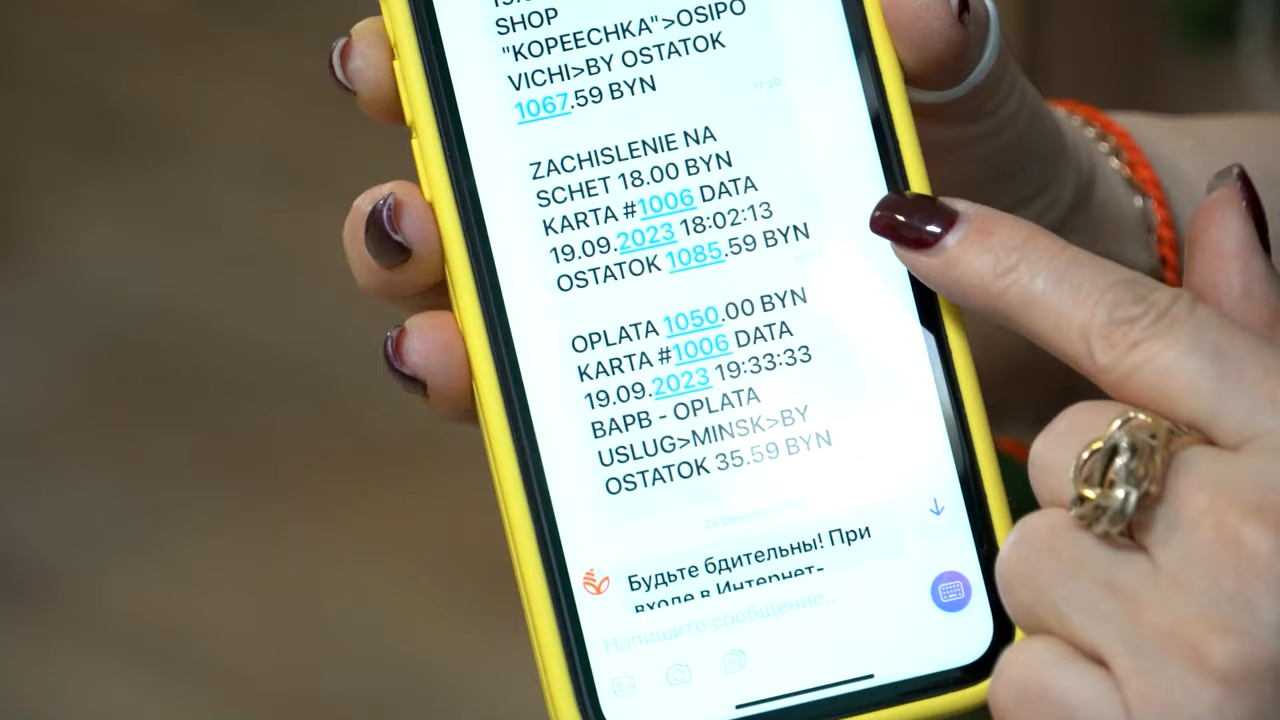 SHOP
"KOPEECHKA">OSIPO
VICHI>BY OSTATOK
1067.59 BYN
17:20
ZACHISLENIE NA
SCHET 18.00 BYN
KARTA #1006 DATA
19.09.2023 18:02:13
OSTATOK 1085.59 BYN
OPLATA 1050.00 BYN
KARTA #1006 DATA
19.09.2023 19:33:33
BAPB - OPLATA
USLUG>MINSK>BY
OSTATOK 35.59 BYN
Будьте бдительны! При
входе в Интернет-
Напишите сообщение...